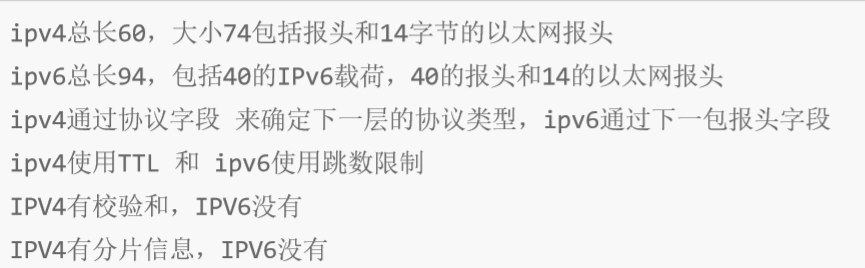 ipv4总长60，大小74包括报头和14字节的以太网报头
ipv6总长94，包括40的IPv6载荷，40的报头和14的以太网报头
ipv4通过协议字段 来确定下一层的协议类型，ipv6通过下一包报头字段
ipv4使用TTL 和 ipv6使用跳数限制
IPV4有校验和，IPV6没有
IPV4有分片信息，IPV6没有